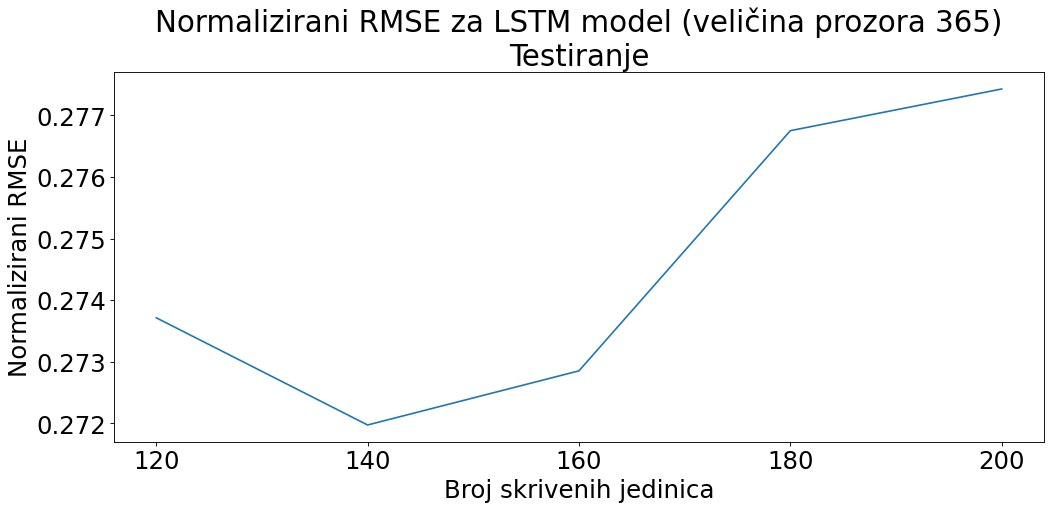 Normalizirani RMSE za LSTM model (veličina prozora 365)
Testiranje
Normalizirani RMSE
0.277
0.276
0.275
0.274
0.273
0.272
120 140 160 180 200
Broj skrivenih jedinica